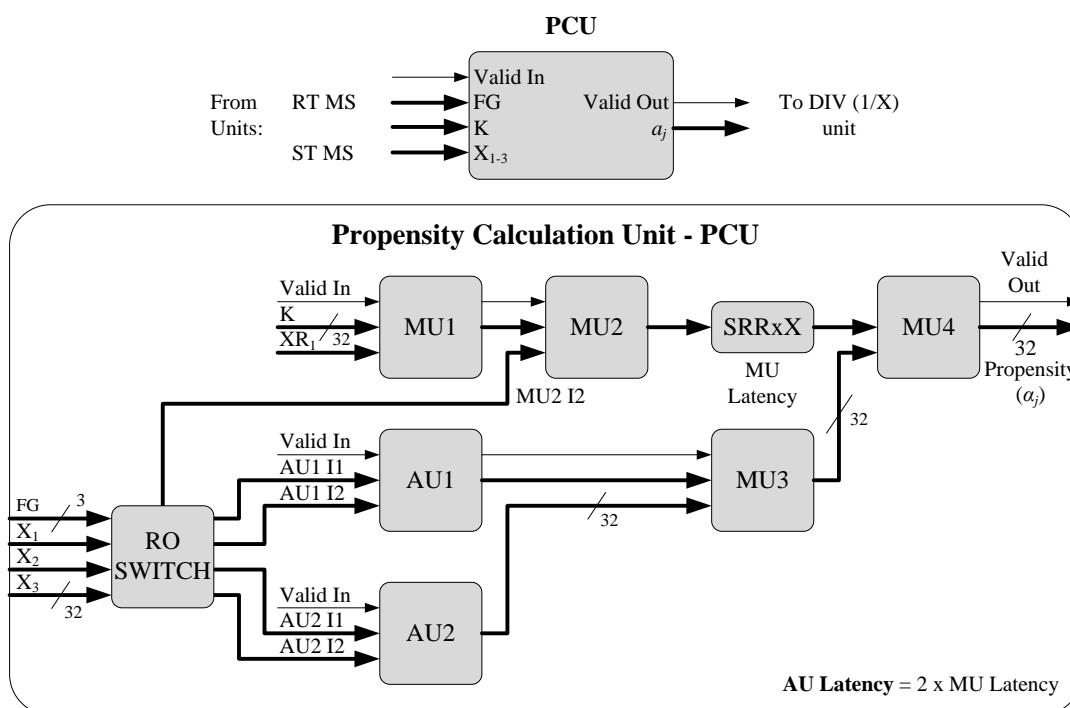 PCU
From
Units:
RT MS
ST MS
Valid In
FG
K
X1-3
Valid Out
aj
To DIV (1/X)
unit
Propensity Calculation Unit - PCU
Valid In
K
32
XR1
MU1
MU2
MU2 I2
SRRxX
MU
Latency
MU4
Valid
Out
32
Propensity
(αj)
32
Valid In
AU1 I1
AU1 I2
AU1
MU3
32
FG
3
X1
X2
X3
32
RO
SWITCH
Valid In
AU2 I1
AU2 I2
AU2
AU Latency = 2 x MU Latency